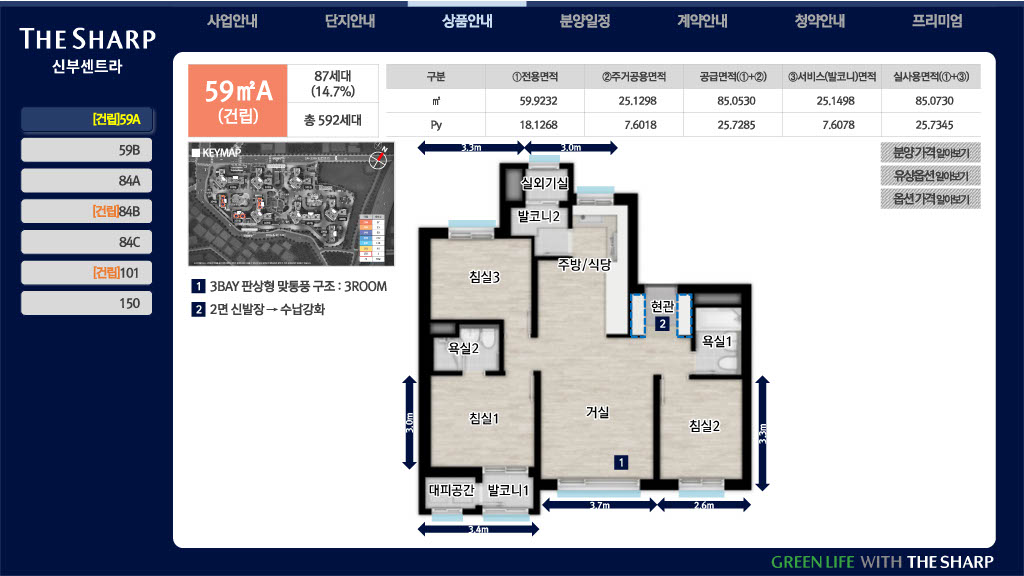 사업안내 단지안내 상품안내 분양일정 계약안내 청약안내 프리미엄
THE SHARP
신부센트라
[건립]59A
59B
84A
[건립]84B
84C
[건립]101
150
59㎡A
(건립)
87세대
(14.7%)
총 592세대
구분 ①전용면적 ②주거공용면적 공급면적(①+②) ③서비스(발코니)면적 실사용면적(①+③)
㎡ 59.9232 25.1298 85.0530 25.1498 85.0730
Py 18.1268 7.6018 25.7285 7.6078 25.7345
분양가격 알아보기
유상옵션 알아보기
옵션가격 알아보기
KEYMAP
N
1 3BAY 판상형 맞통풍 구조 : 3ROOM
2 2면 신발장 → 수납강화
3.3m 3.0m
실외기실
발코니2
주방/식당
침실3
현관
2
욕실1
욕실2
거실
침실1
침실2
3.0m
3.3m
1
대피공간 발코니1
3.7m 2.6m
3.4m
GREEN LIFE WITH THE SHARP